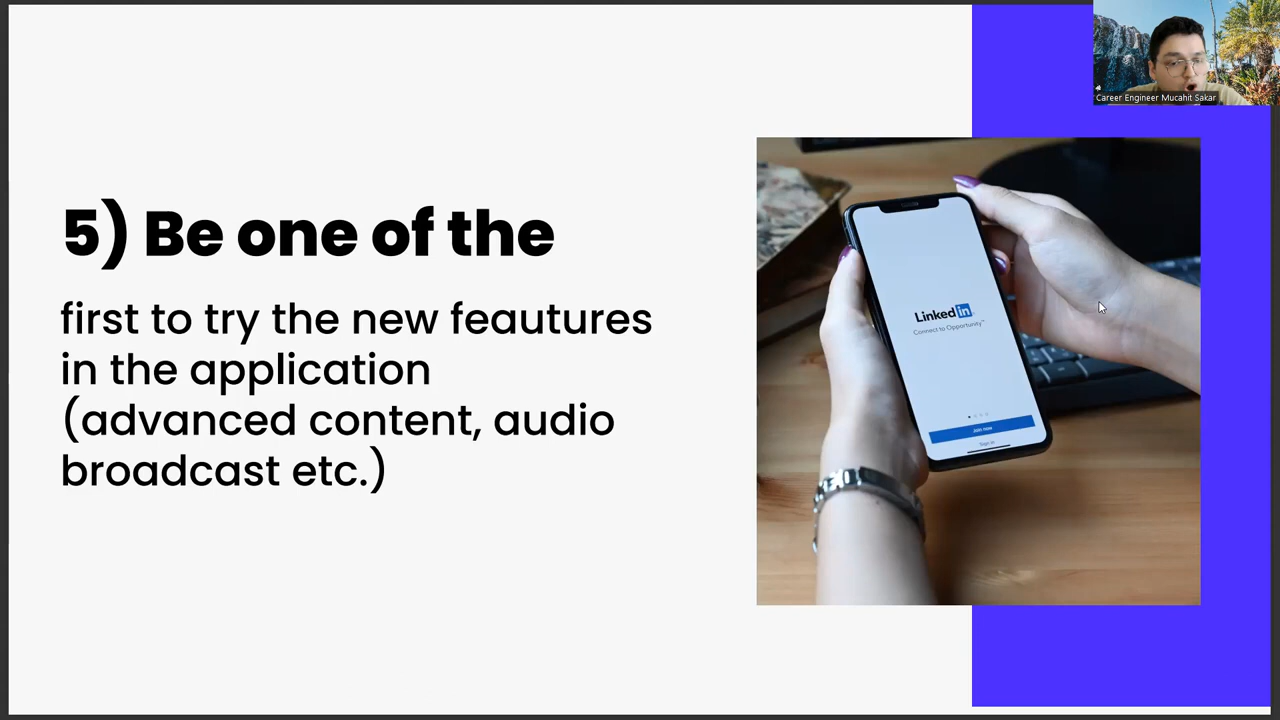 Career Engineer Mucahit Sakar
5) Be one of the
first to try the new feautures
in the application
(advanced content, audio
broadcast etc.)
Linked in
Connect to Opportunity™
Join now
Sign in